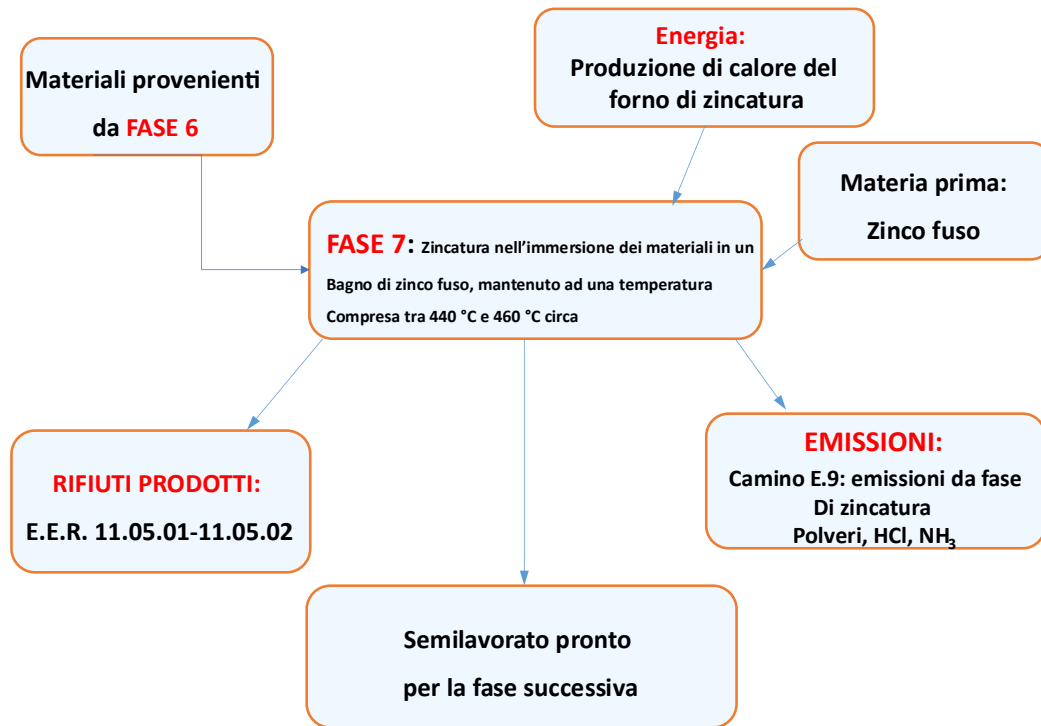 Materiali provenienti
da FASE 6
Energia:
Produzione di calore del
forno di zincatura
Materia prima:
Zinco fuso
FASE 7: Zincatura nell'immersione dei materiali in un
Bagno di zinco fuso, mantenuto ad una temperatura
Compresa tra 440 °C e 460 °C circa
RIFIUTI PRODOTTI:
E.E.R. 11.05.01-11.05.02
EMISSIONI:
Camino E.9: emissioni da fase
Di zincatura
Polveri, HCl, NH₃
Semilavorato pronto
per la fase successiva